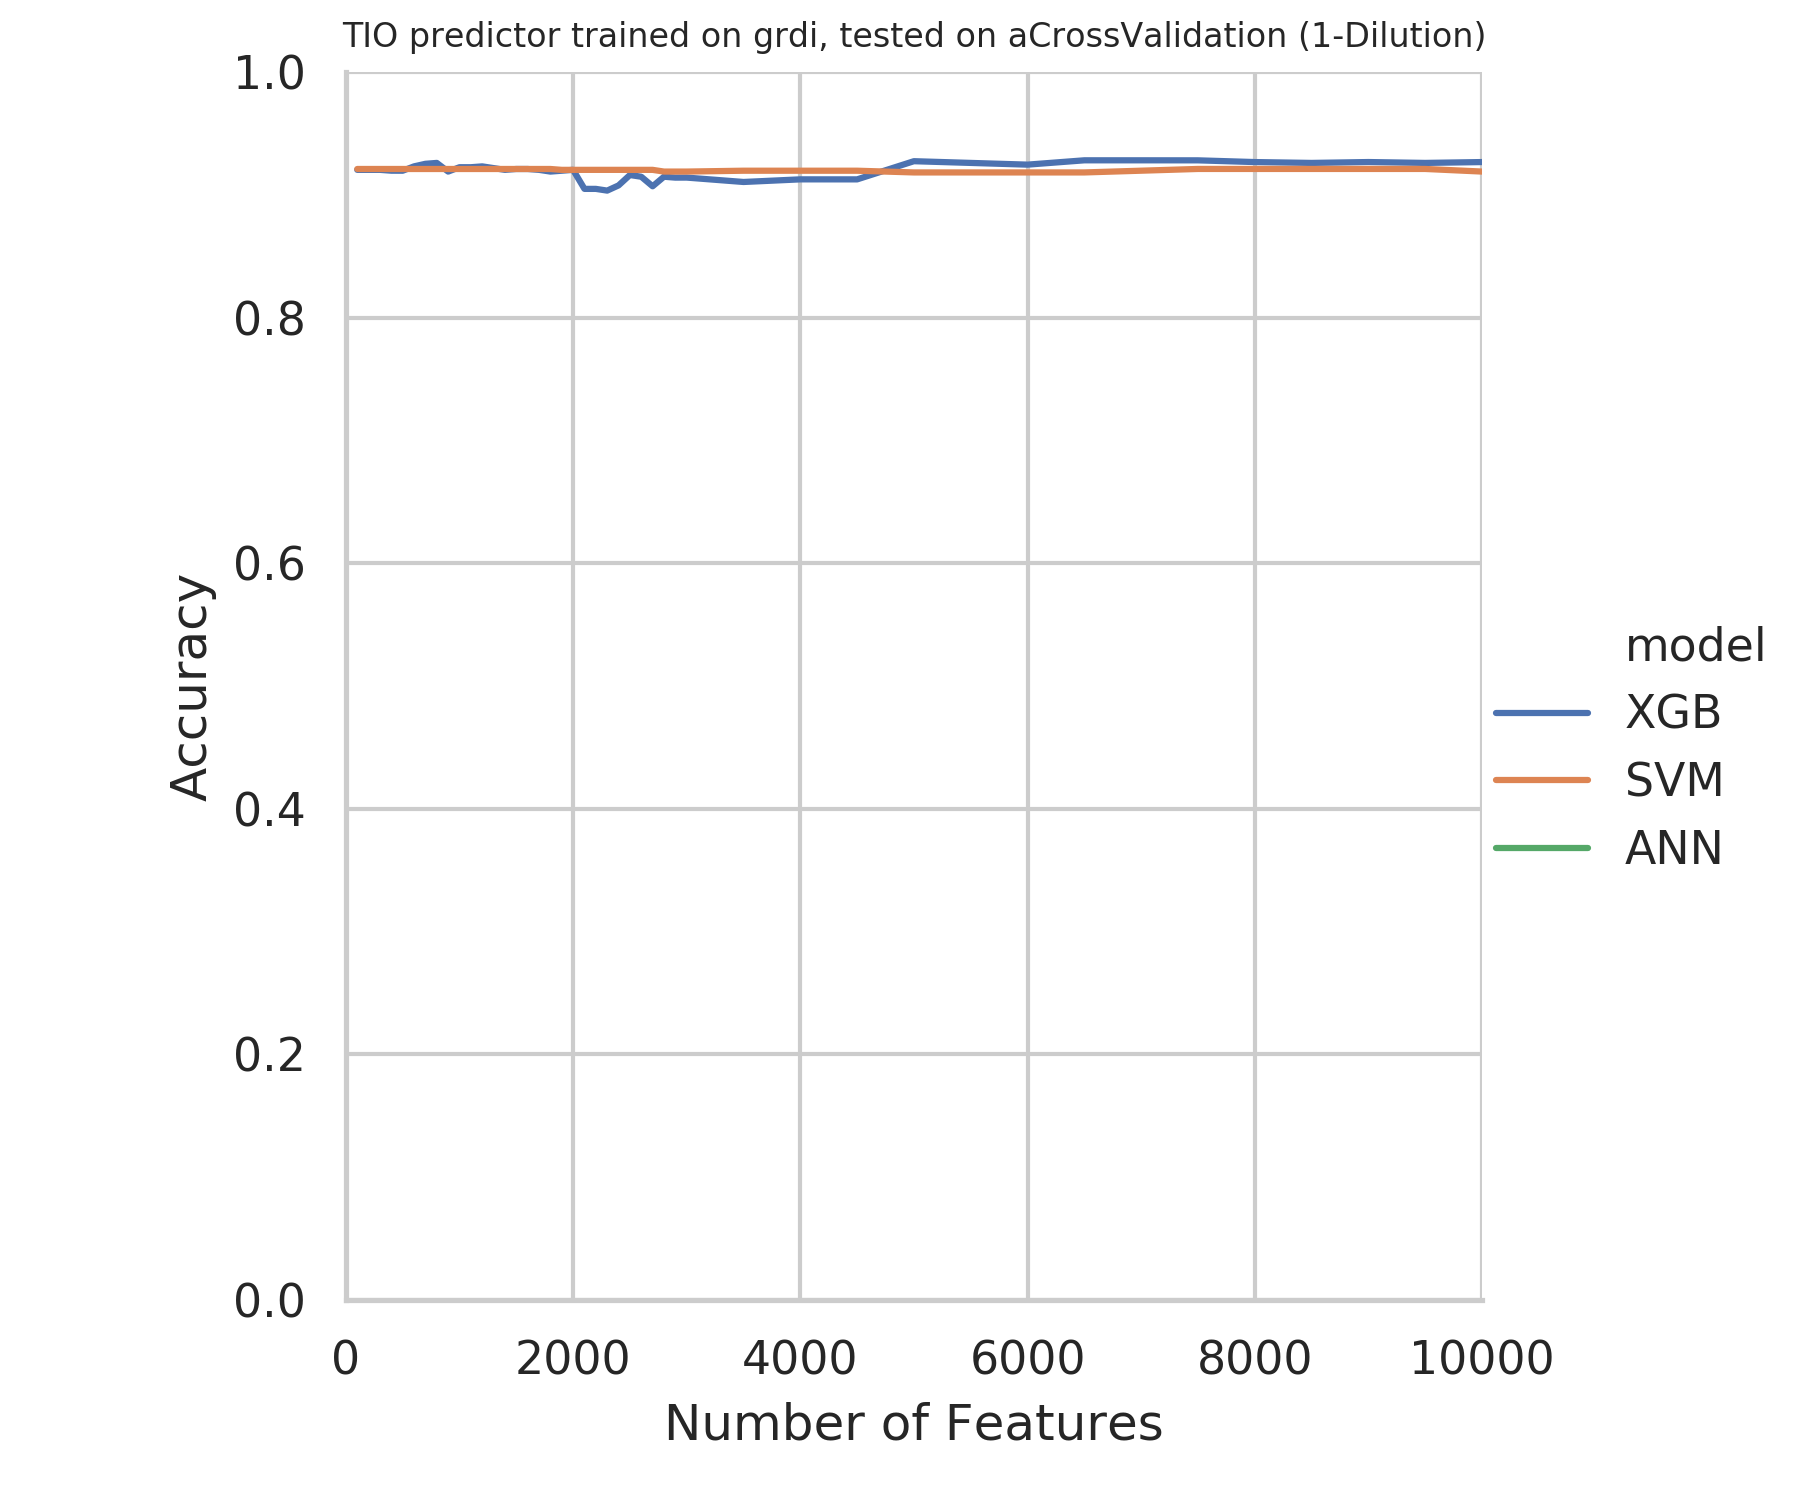 TIO predictor trained on grdi, tested on aCrossValidation (1-Dilution)
1.0
0.8
0.6
0.4
0.2
0.0
Accuracy
0 2000 4000 6000 8000 10000
Number of Features
model
XGB
SVM
ANN